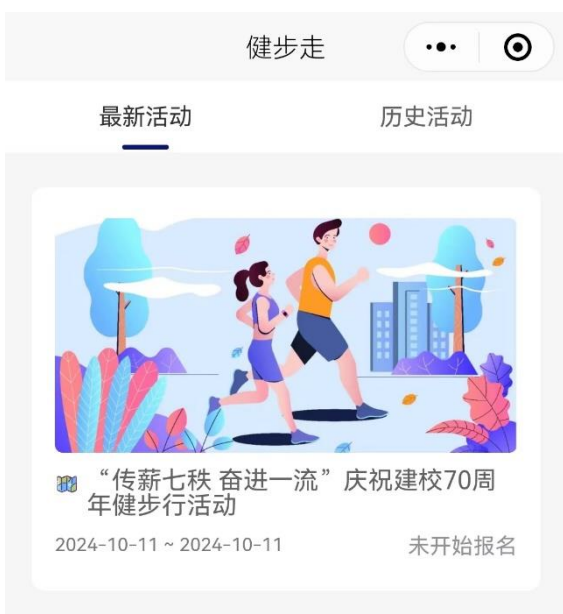 健步走
最新活动 历史活动
“传薪七秩 奋进一流”庆祝建校70周
年健步行活动
2024-10-11 ~ 2024-10-11 未开始报名